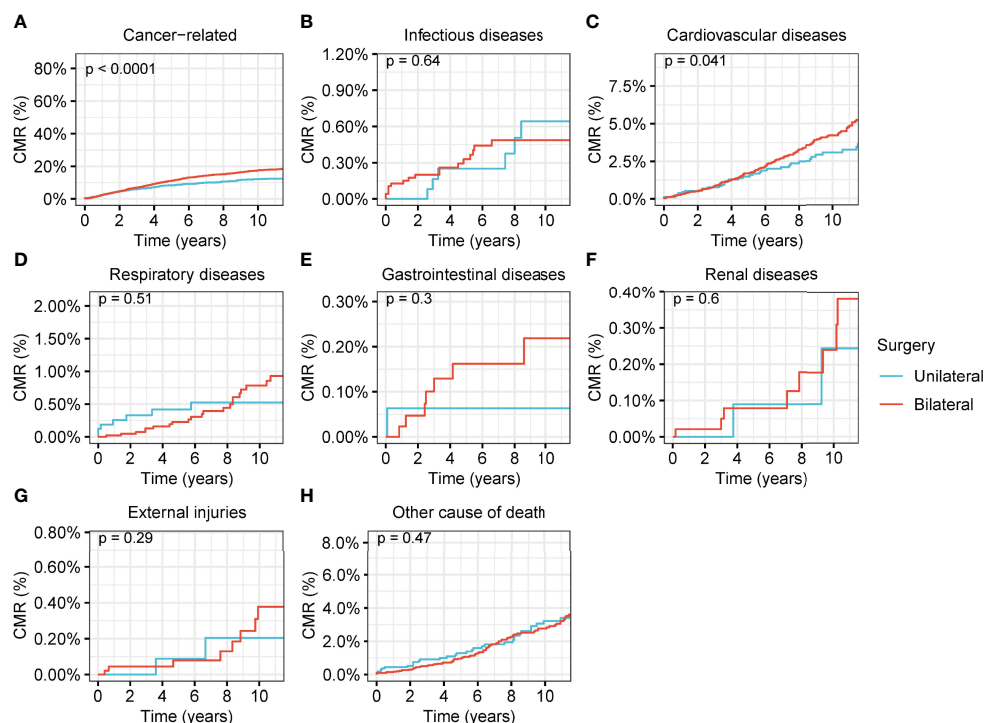 A
Cancer−related
p < 0.0001
80%
60%
40%
20%
0%
CMR (%)
0 2 4 6 8 10
Time (years)
B
Infectious diseases
p = 0.64
1.20%
0.90%
0.60%
0.30%
0.00%
CMR (%)
0 2 4 6 8 10
Time (years)
C
Cardiovascular diseases
p = 0.041
7.5%
5.0%
2.5%
0.0%
CMR (%)
0 2 4 6 8 10
Time (years)
D
Respiratory diseases
p = 0.51
2.00%
1.50%
1.00%
0.50%
0.00%
CMR (%)
0 2 4 6 8 10
Time (years)
E
Gastrointestinal diseases
p = 0.3
0.30%
0.20%
0.10%
0.00%
CMR (%)
0 2 4 6 8 10
Time (years)
F
Renal diseases
p = 0.6
0.40%
0.30%
0.20%
0.10%
0.00%
CMR (%)
0 2 4 6 8 10
Time (years)
Surgery
Unilateral
Bilateral
G
External injuries
p = 0.29
0.80%
0.60%
0.40%
0.20%
0.00%
CMR (%)
0 2 4 6 8 10
Time (years)
H
Other cause of death
p = 0.47
8.0%
6.0%
4.0%
2.0%
0.0%
CMR (%)
0 2 4 6 8 10
Time (years)